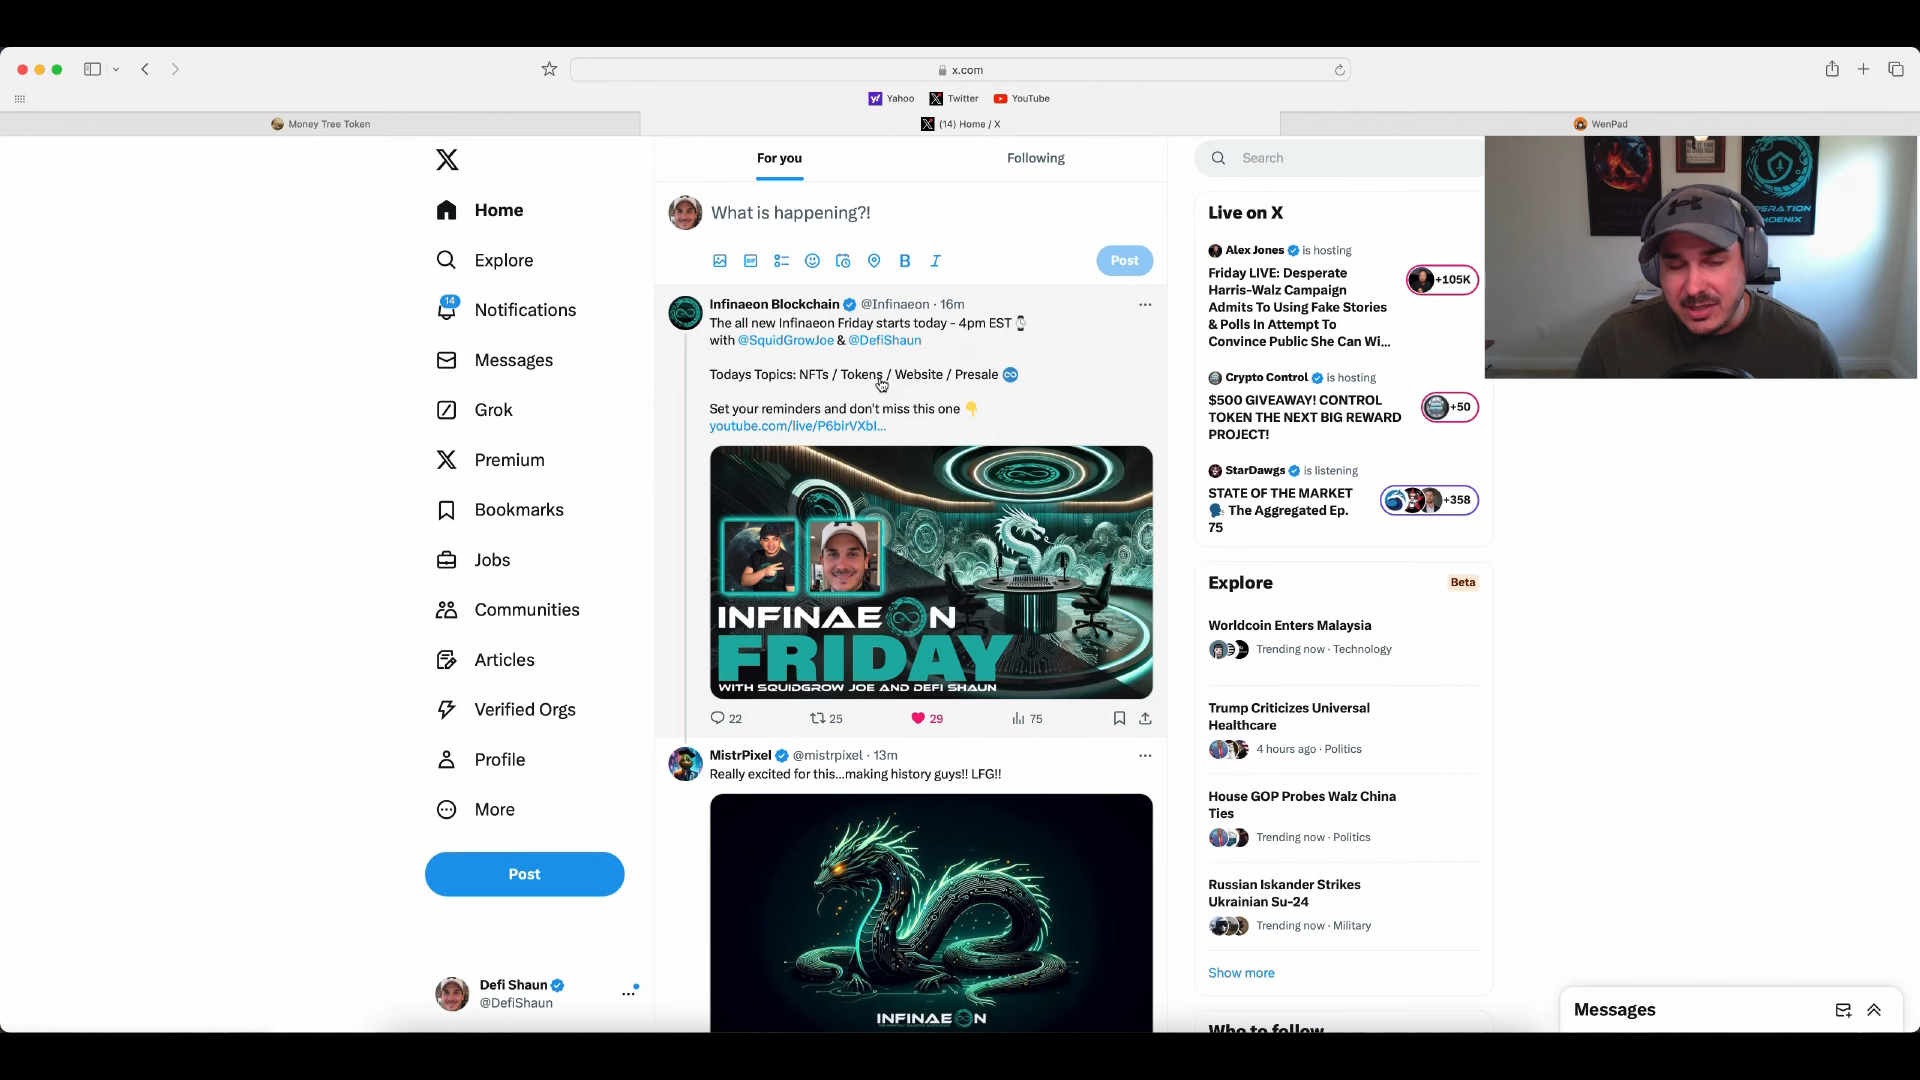 x.com
Yahoo
Twitter
YouTube
Money Tree Token
(14) Home / X
WenPad
Home
Explore
14
Notifications
Messages
Grok
Premium
Bookmarks
Jobs
Communities
Articles
Verified Orgs
Profile
More
Post
Defi Shaun
@DefiShaun
For you
Following
What is happening?!
GIF
B I
Post
Infinaeon Blockchain @Infinaeon · 16m
The all new Infinaeon Friday starts today - 4pm EST ⌚
with @SquidGrowJoe & @DefiShaun
Todays Topics: NFTs / Tokens / Website / Presale ♾️
Set your reminders and don't miss this one 👇
youtube.com/live/P6birVXbI...
INFINAEON
FRIDAY
WITH SQUIDGROW JOE AND DEFI SHAUN
22
25
29
75
MistrPixel @mistrpixel · 13m
Really excited for this...making history guys!! LFG!!
INFINAEON
Search
Live on X
Alex Jones is hosting
Friday LIVE: Desperate
Harris-Walz Campaign
Admits To Using Fake Stories
& Polls In Attempt To
Convince Public She Can Wi...
+105K
Crypto Control is hosting
$500 GIVEAWAY! CONTROL
TOKEN THE NEXT BIG REWARD
PROJECT!
+50
StarDawgs is listening
STATE OF THE MARKET
🗣️ The Aggregated Ep.
75
+358
Explore
Beta
Worldcoin Enters Malaysia
Trending now · Technology
Trump Criticizes Universal
Healthcare
4 hours ago · Politics
House GOP Probes Walz China
Ties
Trending now · Politics
Russian Iskander Strikes
Ukrainian Su-24
Trending now · Military
Show more
Who to follow
Messages